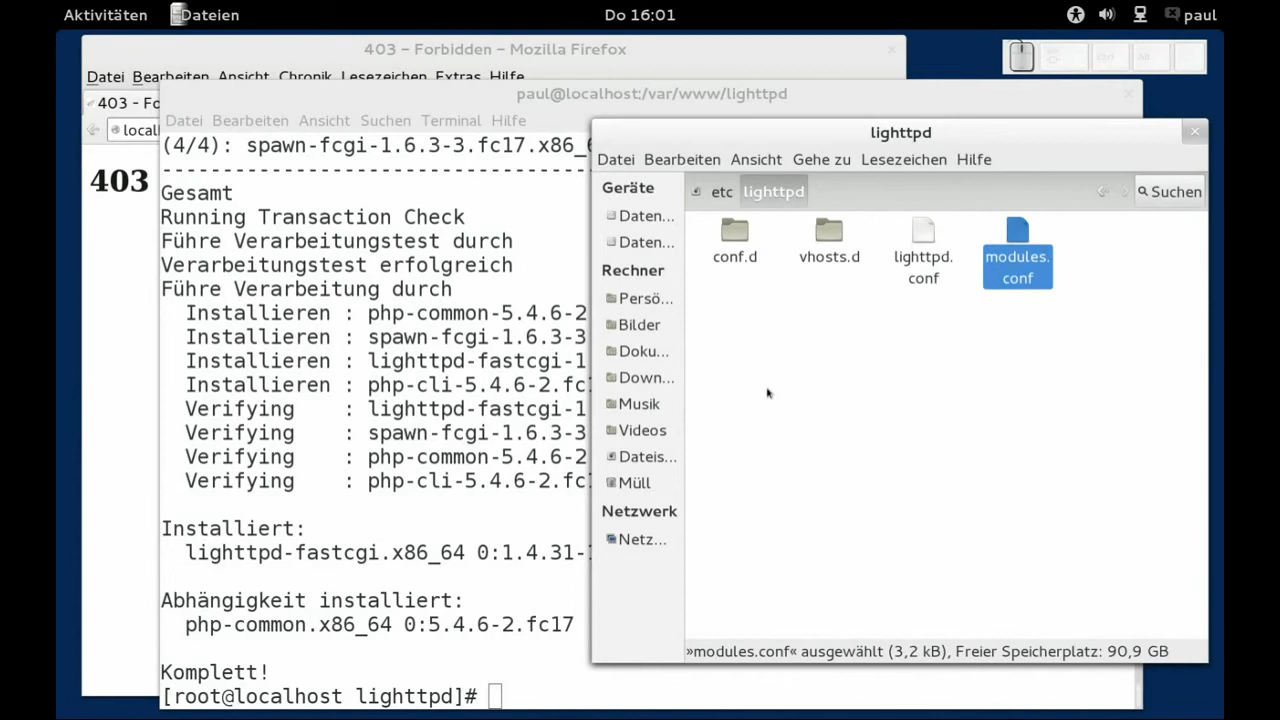 Aktivitäten Dateien Do 16:01 paul
403 – Forbidden – Mozilla Firefox
Datei Bearbeiten Ansicht Chronik Lesezeichen Extras Hilfe
403 - Fo
locall
403
paul@localhost:/var/www/lighttpd
Datei Bearbeiten Ansicht Suchen Terminal Hilfe
(4/4): spawn-fcgi-1.6.3-3.fc17.x86_6
--------------------------------------------
Gesamt
Running Transaction Check
Führe Verarbeitungstest durch
Verarbeitungstest erfolgreich
Führe Verarbeitung durch
Installieren : php-common-5.4.6-2
Installieren : spawn-fcgi-1.6.3-3
Installieren : lighttpd-fastcgi-1
Installieren : php-cli-5.4.6-2.fc1
Verifying : lighttpd-fastcgi-1
Verifying : spawn-fcgi-1.6.3-3
Verifying : php-common-5.4.6-2
Verifying : php-cli-5.4.6-2.fc1
Installiert:
lighttpd-fastcgi.x86_64 0:1.4.31-1
Abhängigkeit installiert:
php-common.x86_64 0:5.4.6-2.fc17
Komplett!
[root@localhost lighttpd]#
lighttpd
Datei Bearbeiten Ansicht Gehe zu Lesezeichen Hilfe
etc lighttpd Suchen
Geräte
Daten...
Daten...
Rechner
Persö...
Bilder
Doku...
Down...
Musik
Videos
Dateis...
Müll
Netzwerk
Netz...
conf.d
vhosts.d
lighttpd.
conf
modules.
conf
»modules.conf« ausgewählt (3,2 kB), Freier Speicherplatz: 90,9 GB